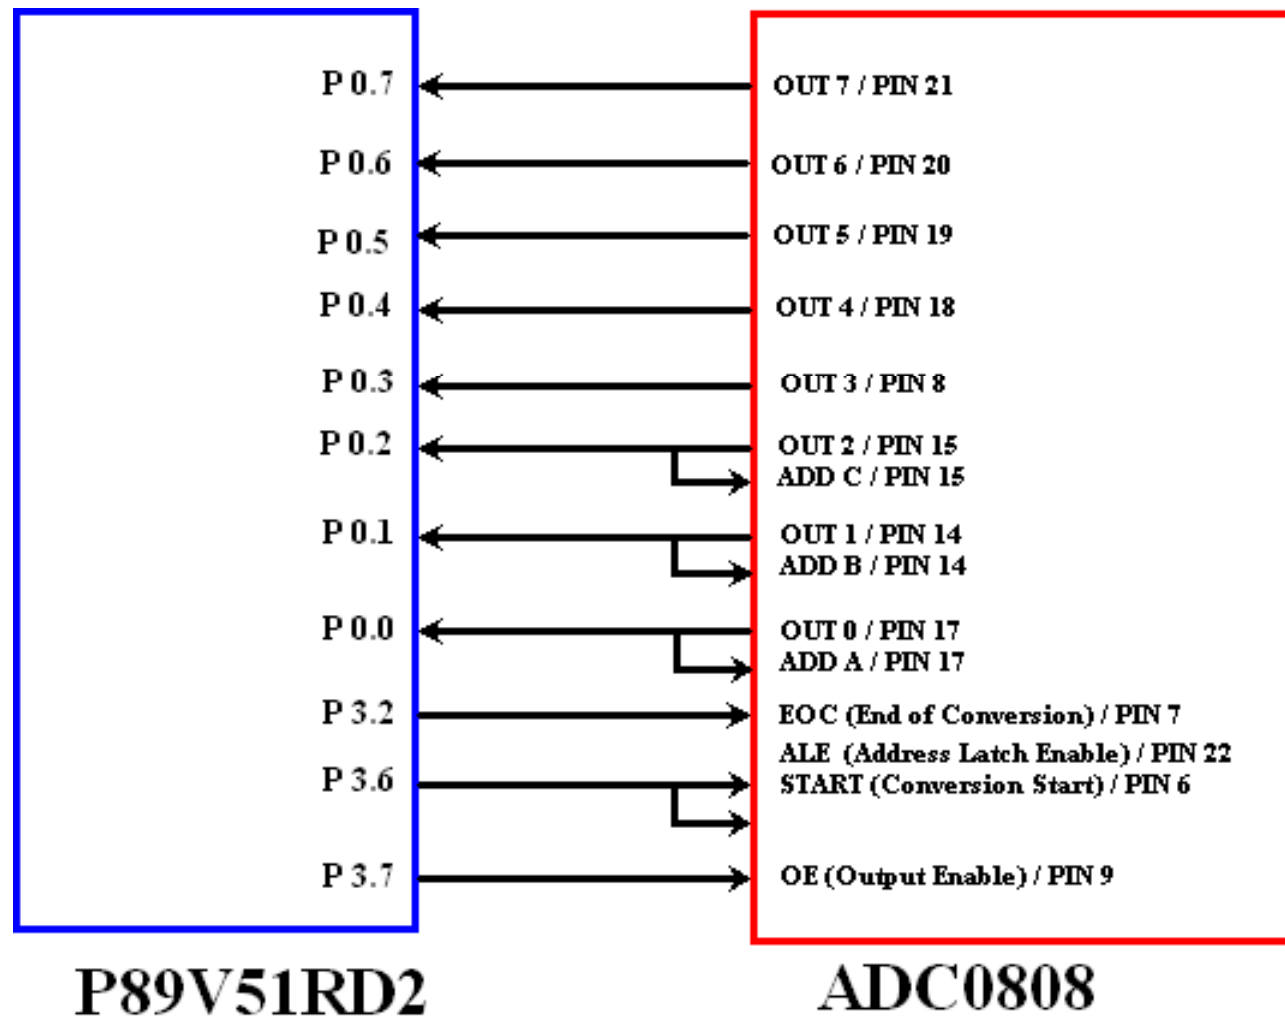 P 0.7 OUT 7 / PIN 21
P 0.6 OUT 6 / PIN 20
P 0.5 OUT 5 / PIN 19
P 0.4 OUT 4 / PIN 18
P 0.3 OUT 3 / PIN 8
P 0.2 OUT 2 / PIN 15
ADD C / PIN 15
P 0.1 OUT 1 / PIN 14
ADD B / PIN 14
P 0.0 OUT 0 / PIN 17
ADD A / PIN 17
P 3.2 EOC (End of Conversion) / PIN 7
ALE (Address Latch Enable) / PIN 22
P 3.6 START (Conversion Start) / PIN 6
P 3.7 OE (Output Enable) / PIN 9
P89V51RD2 ADC0808